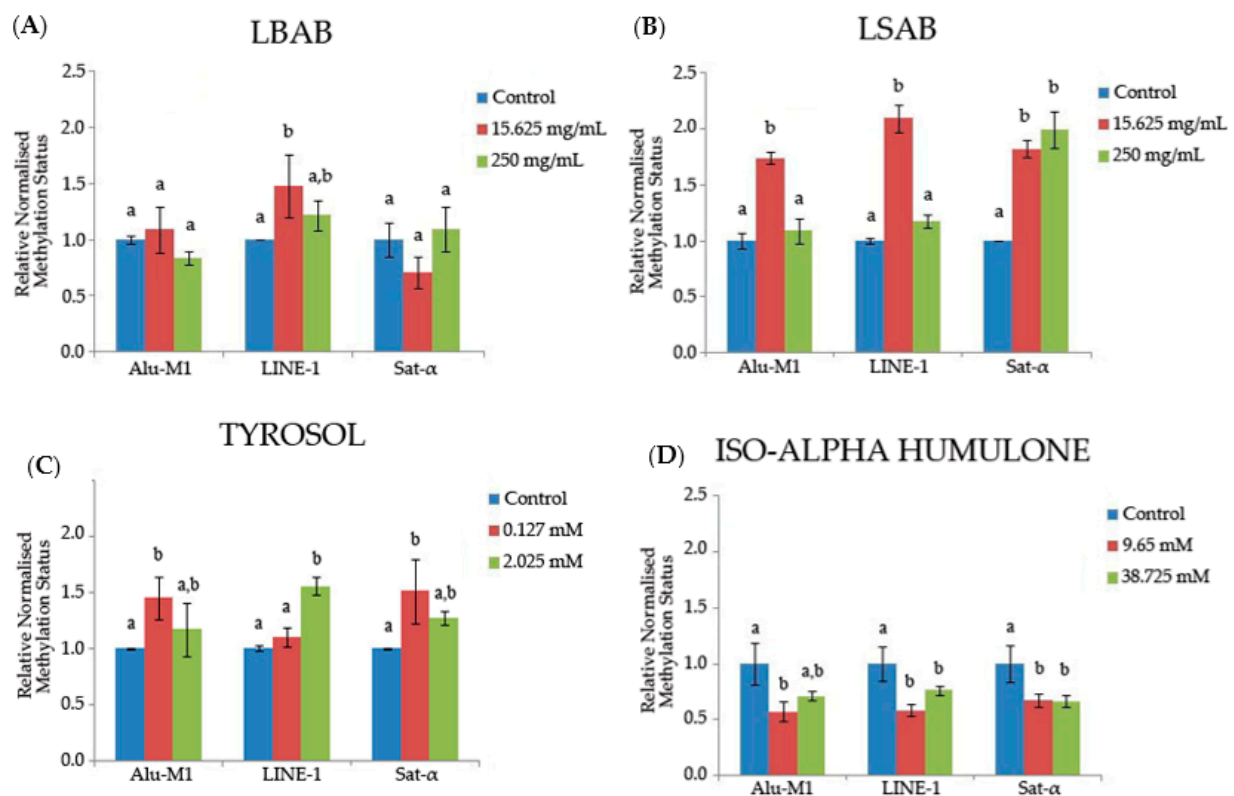 (A)
LBAB
Relative Normalised
Methylation Status
2.5
2.0
1.5
1.0
0.5
0.0
a
a
a
a
b
a,b
a
a
a
Alu-M1
LINE-1
Sat-α
Control
15.625 mg/mL
250 mg/mL
(B)
LSAB
Relative Normalised
Methylation Status
2.5
2.0
1.5
1.0
0.5
0.0
a
b
a
a
b
a
a
b
b
Alu-M1
LINE-1
Sat-α
Control
15.625 mg/mL
250 mg/mL
(C)
TYROSOL
Relative Normalised
Methylation Status
2.0
1.5
1.0
0.5
0.0
a
b
a,b
a
a
b
a
b
a,b
Alu-M1
LINE-1
Sat-α
Control
0.127 mM
2.025 mM
(D)
ISO-ALPHA HUMULONE
Relative Normalised
Methylation Status
2.5
2.0
1.5
1.0
0.5
0.0
a
b
a,b
a
b
b
a
b
b
Alu-M1
LINE-1
Sat-α
Control
9.65 mM
38.725 mM